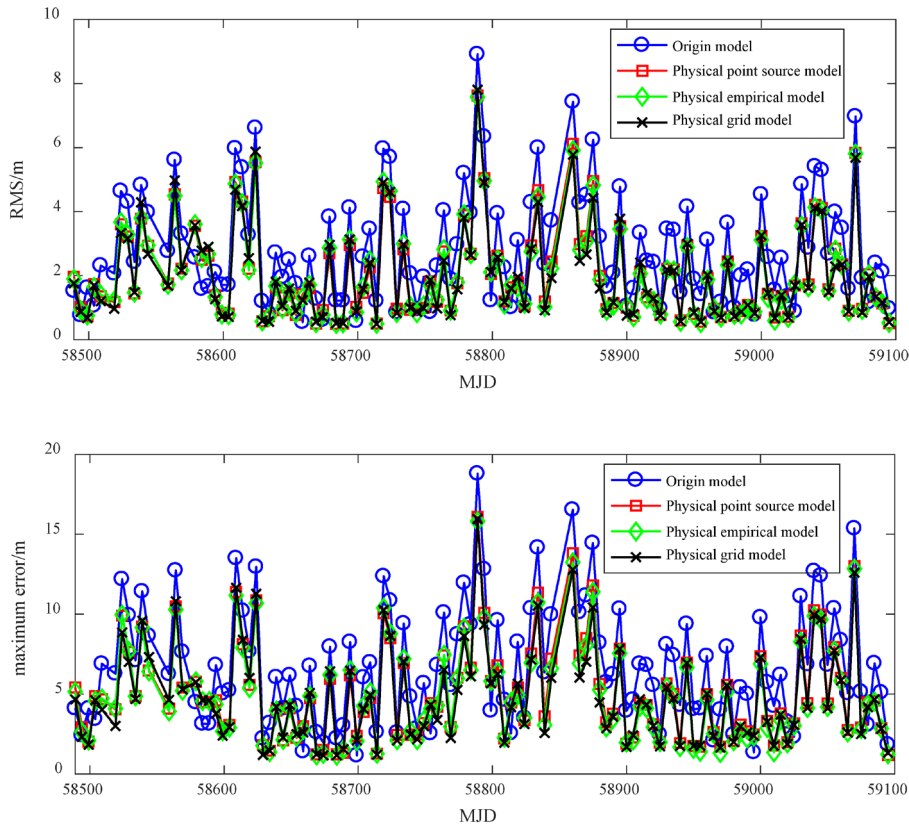 10
8
6
4
2
0
RMS/m
Origin model
Physical point source model
Physical empirical model
Physical grid model
58500
58600
58700
58800
58900
59000
59100
MJD
20
15
10
5
0
maximum error/m
Origin model
Physical point source model
Physical empirical model
Physical grid model
58500
58600
58700
58800
58900
59000
59100
MJD